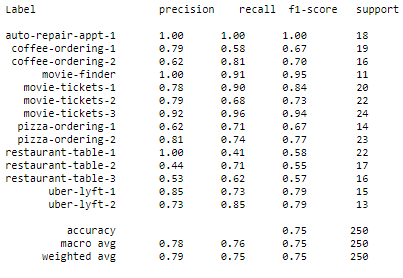 Label precision recall f1-score support
auto-repair-appt-1 1.00 1.00 1.00 18
coffee-ordering-1 0.79 0.58 0.67 19
coffee-ordering-2 0.62 0.81 0.70 16
movie-finder 1.00 0.91 0.95 11
movie-tickets-1 0.78 0.90 0.84 20
movie-tickets-2 0.79 0.68 0.73 22
movie-tickets-3 0.92 0.96 0.94 24
pizza-ordering-1 0.62 0.71 0.67 14
pizza-ordering-2 0.81 0.74 0.77 23
restaurant-table-1 1.00 0.41 0.58 22
restaurant-table-2 0.44 0.71 0.55 17
restaurant-table-3 0.53 0.62 0.57 16
uber-lyft-1 0.85 0.73 0.79 15
uber-lyft-2 0.73 0.85 0.79 13
accuracy 0.75 250
macro avg 0.78 0.76 0.75 250
weighted avg 0.79 0.75 0.75 250